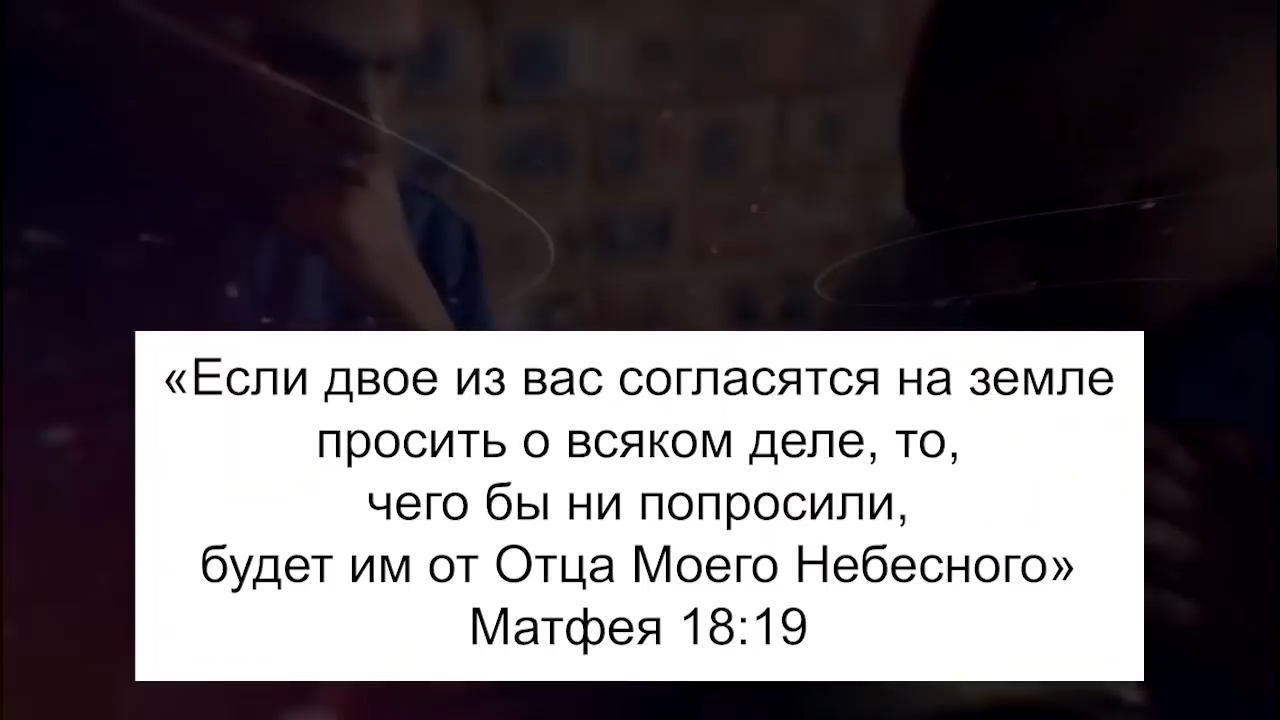 «Если двое из вас согласятся на земле
просить о всяком деле, то,
чего бы ни попросили,
будет им от Отца Моего Небесного»
Матфея 18:19